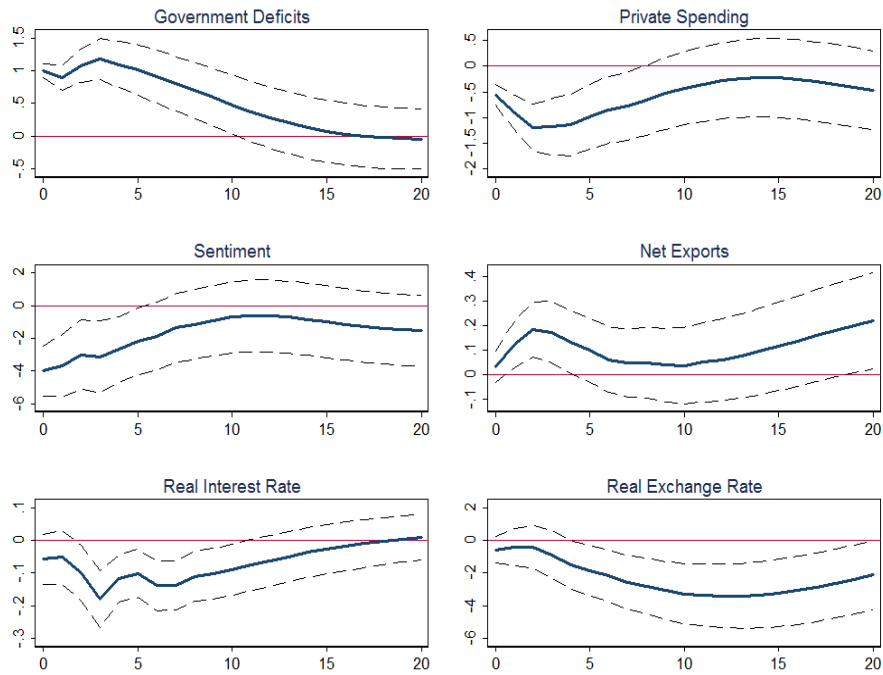 Government Deficits
1.5
1
.5
0
-.5
0 5 10 15 20
Private Spending
.5
0
-.5
-1
-1.5
-2
0 5 10 15 20
Sentiment
2
0
-2
-4
-6
0 5 10 15 20
Net Exports
.4
.3
.2
.1
0
-.1
0 5 10 15 20
Real Interest Rate
.1
0
-.1
-.2
-.3
0 5 10 15 20
Real Exchange Rate
2
0
-2
-4
-6
0 5 10 15 20